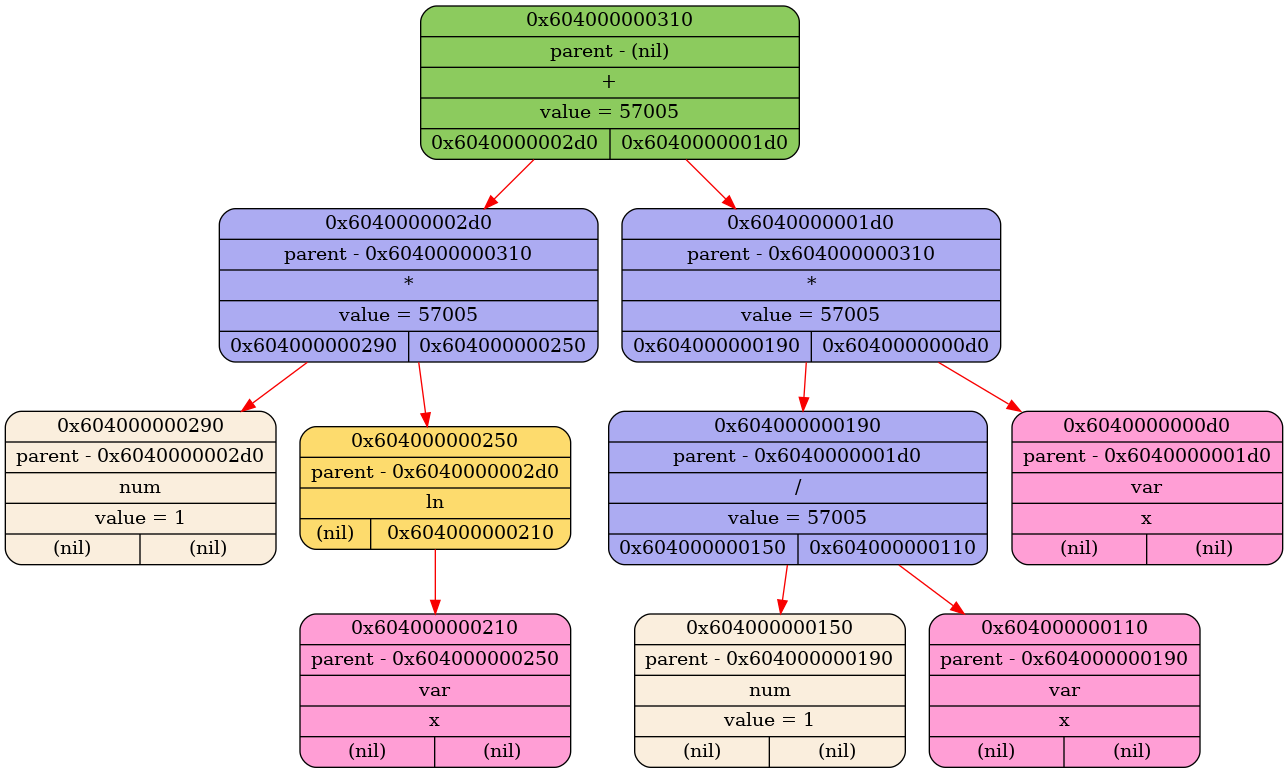 0x604000000310
parent - (nil)
+
value = 57005
0x6040000002d0 0x6040000001d0
0x6040000002d0
parent - 0x604000000310
*
value = 57005
0x604000000290 0x604000000250
0x6040000001d0
parent - 0x604000000310
*
value = 57005
0x604000000190 0x6040000000d0
0x604000000290
parent - 0x6040000002d0
num
value = 1
(nil) (nil)
0x604000000250
parent - 0x6040000002d0
ln
(nil) 0x604000000210
0x604000000190
parent - 0x6040000001d0
/
value = 57005
0x604000000150 0x604000000110
0x6040000000d0
parent - 0x6040000001d0
var
x
(nil) (nil)
0x604000000210
parent - 0x604000000250
var
x
(nil) (nil)
0x604000000150
parent - 0x604000000190
num
value = 1
(nil) (nil)
0x604000000110
parent - 0x604000000190
var
x
(nil) (nil)